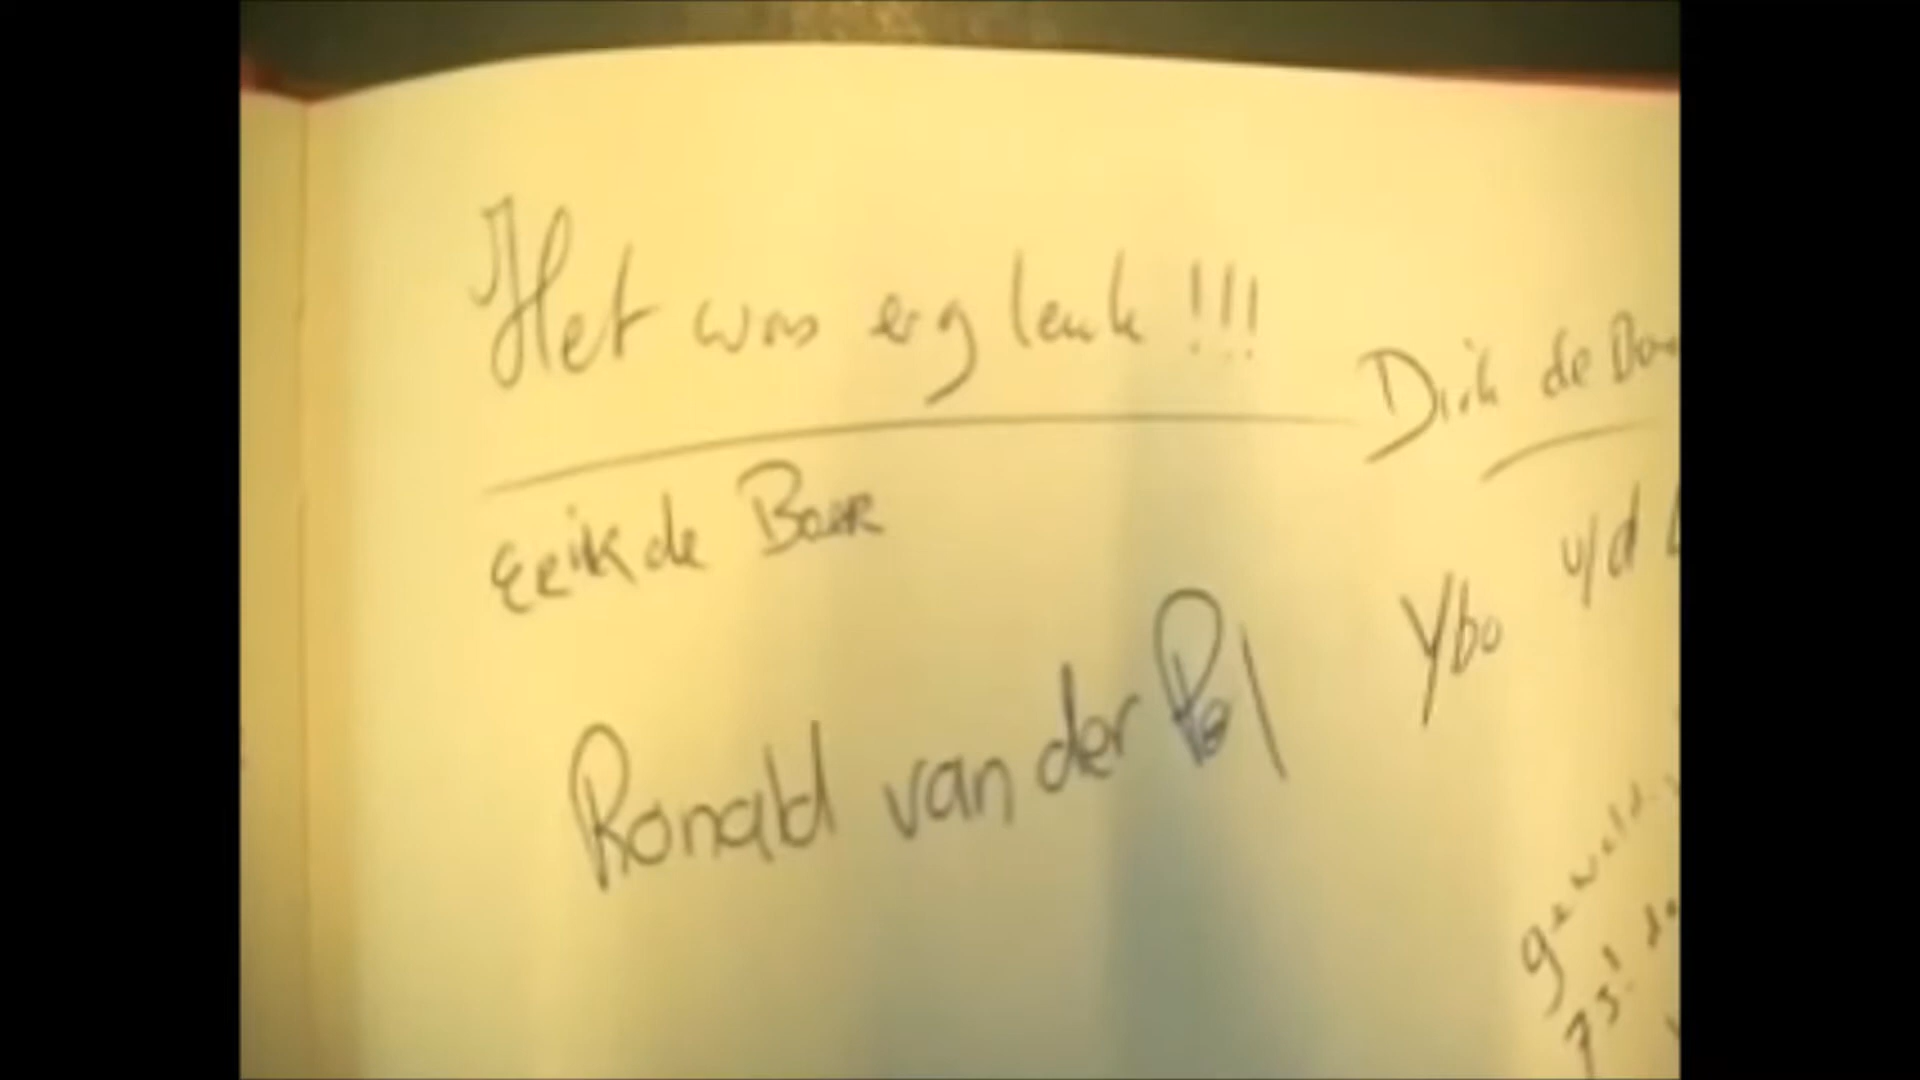 Het was erg leuk !!!
Dirk de
Erik de Boer
v/d
Ybo
Ronald van der Pol